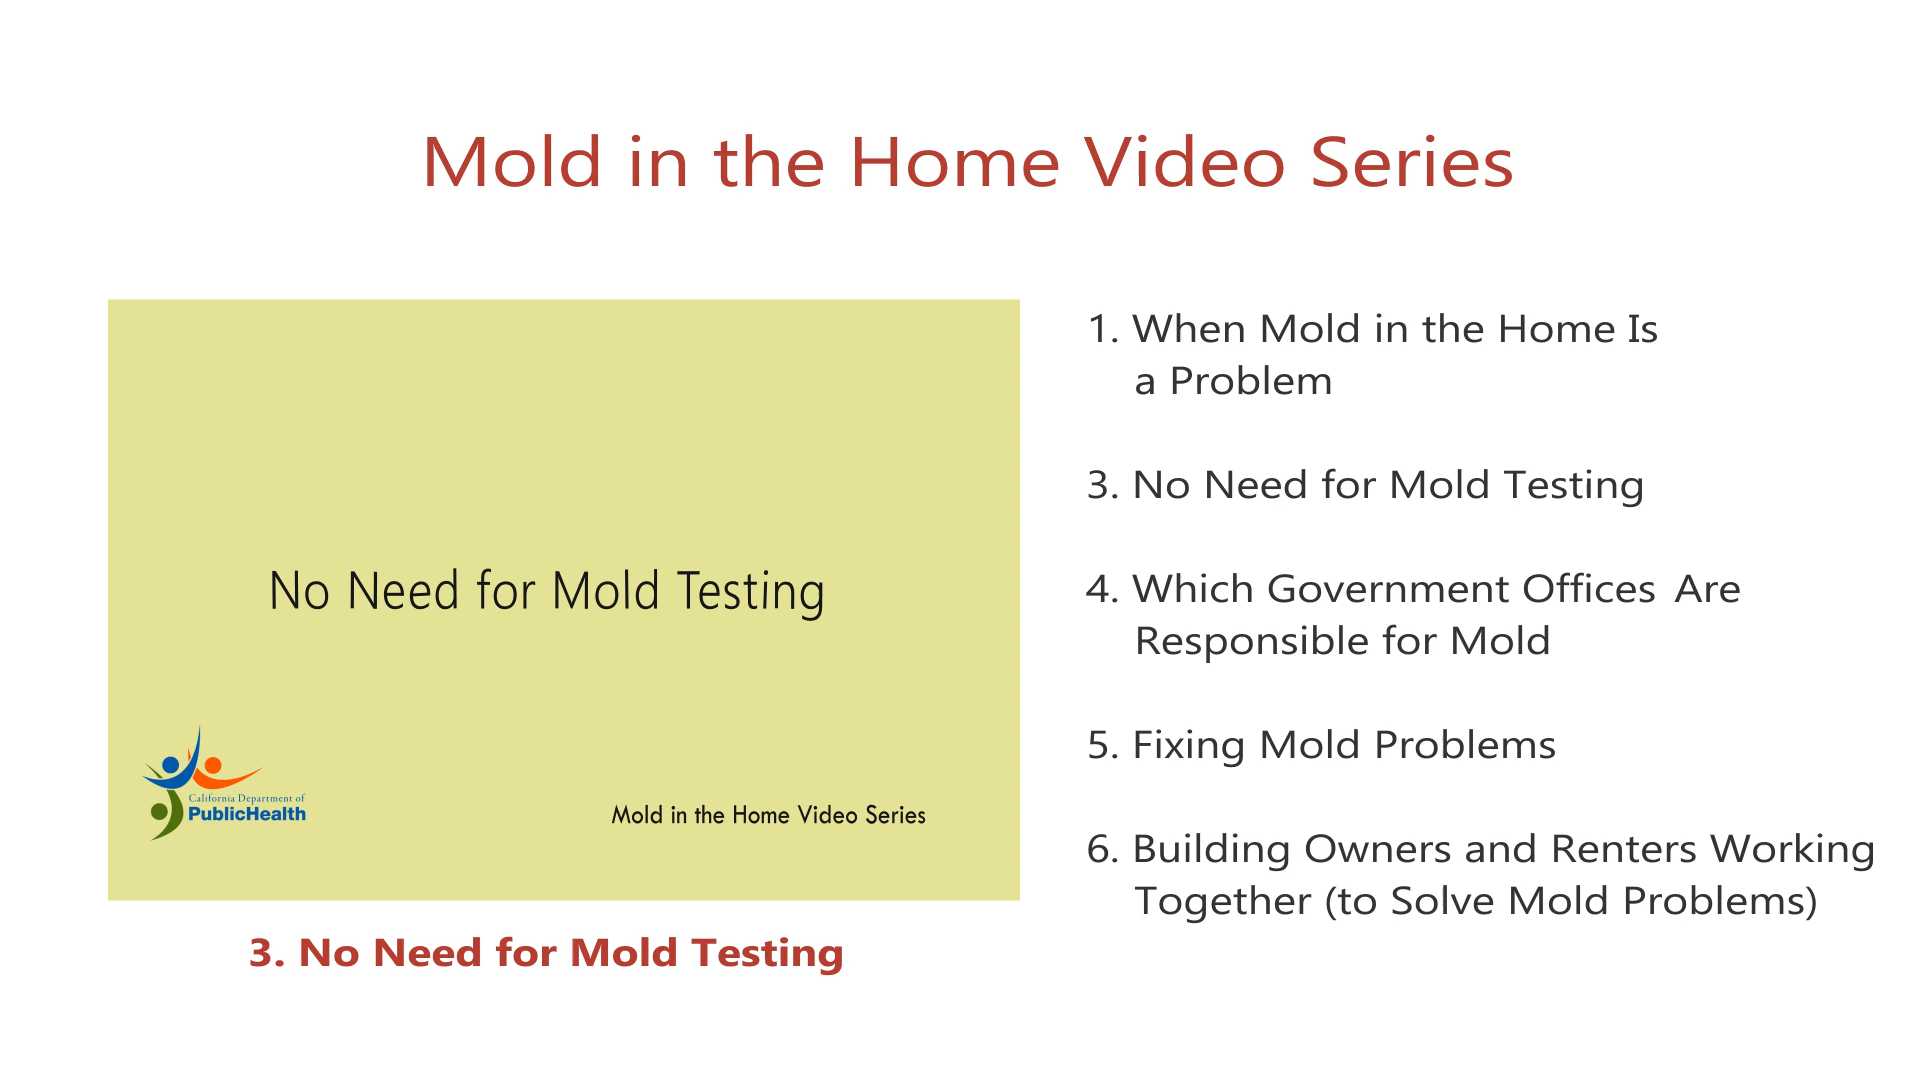 Mold in the Home Video Series
No Need for Mold Testing
California Department of
PublicHealth
Mold in the Home Video Series
3. No Need for Mold Testing
1. When Mold in the Home Is
a Problem
3. No Need for Mold Testing
4. Which Government Offices Are
Responsible for Mold
5. Fixing Mold Problems
6. Building Owners and Renters Working
Together (to Solve Mold Problems)